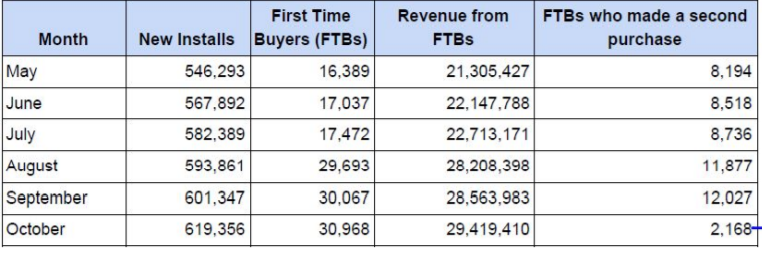 Month New Installs First Time Buyers (FTBs) Revenue from FTBs FTBs who made a second purchase
May 546,293 16,389 21,305,427 8,194
June 567,892 17,037 22,147,788 8,518
July 582,389 17,472 22,713,171 8,736
August 593,861 29,693 28,208,398 11,877
September 601,347 30,067 28,563,983 12,027
October 619,356 30,968 29,419,410 2,168